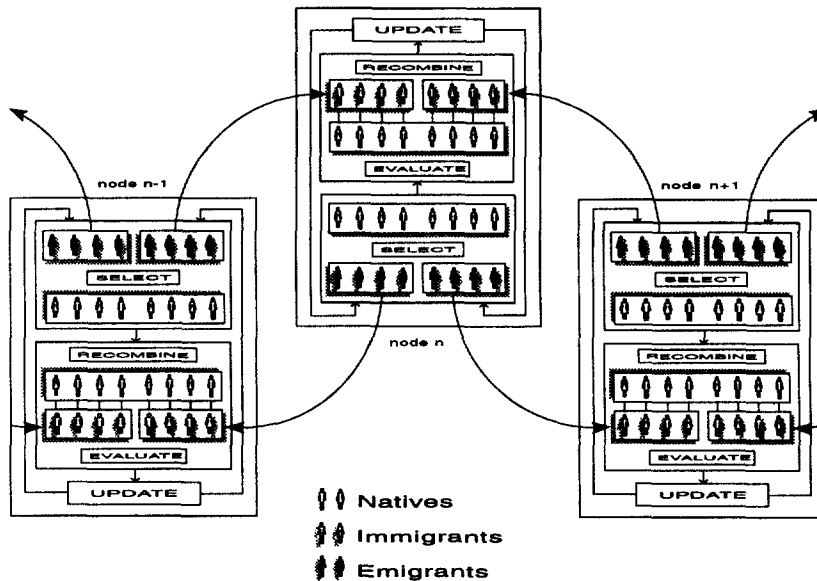 UPDATE
RECOMBINE
EVALUATE
SELECT
node n
node n-1
SELECT
RECOMBINE
EVALUATE
UPDATE
node n+1
SELECT
RECOMBINE
EVALUATE
UPDATE
Natives
Immigrants
Emigrants